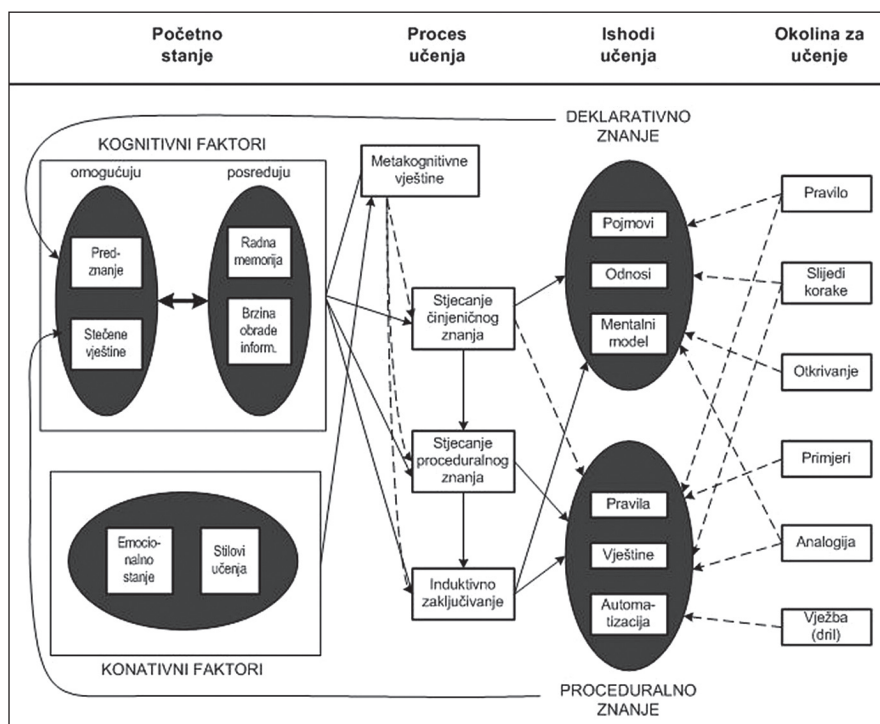 Početno
stanje
Proces
učenja
Ishodi
učenja
Okolina za
učenje
KOGNITIVNI FAKTORI
omogućuju
posreduju
Pred-
znanje
Stečene
vještine
Radna
memorija
Brzina
obrade
inform.
Emocio-
nalno
stanje
Stilovi
učenja
KONATIVNI FAKTORI
Metakognitivne
vještine
Stjecanje
činjeničnog
znanja
Stjecanje
proceduralnog
znanja
Induktivno
zaključivanje
DEKLARATIVNO
ZNANJE
Pojmovi
Odnosi
Mentalni
model
Pravila
Vještine
Automa-
tizacija
PROCEDURALNO
ZNANJE
Pravilo
Slijedi
korake
Otkrivanje
Primjeri
Analogija
Vježba
(dril)